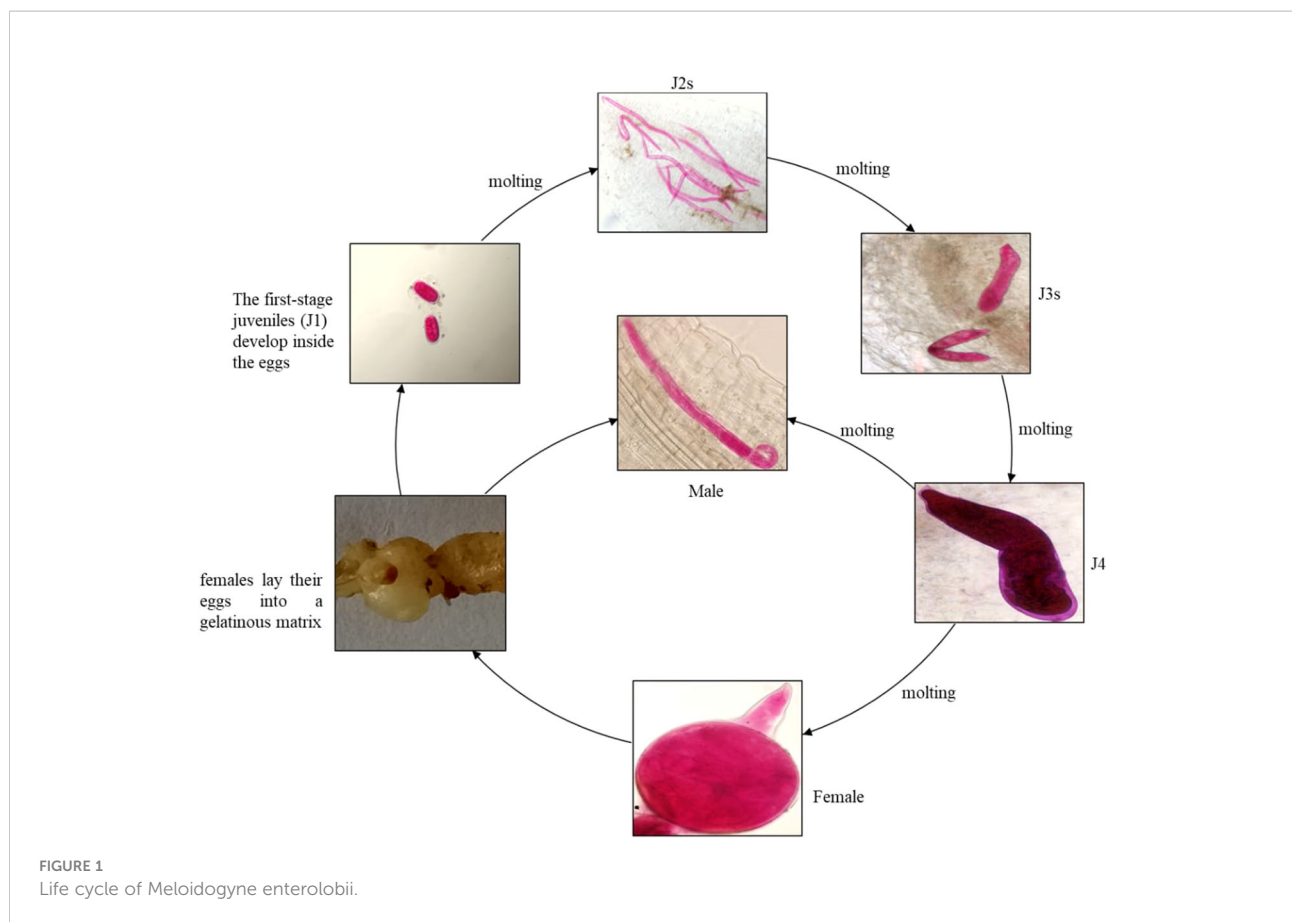 J2s
molting
molting
The first-stage
juveniles (J1)
develop inside
the eggs
J3s
molting
molting
Male
J4
females lay their
eggs into a
gelatinous matrix
molting
Female
FIGURE 1
Life cycle of Meloidogyne enterolobii.